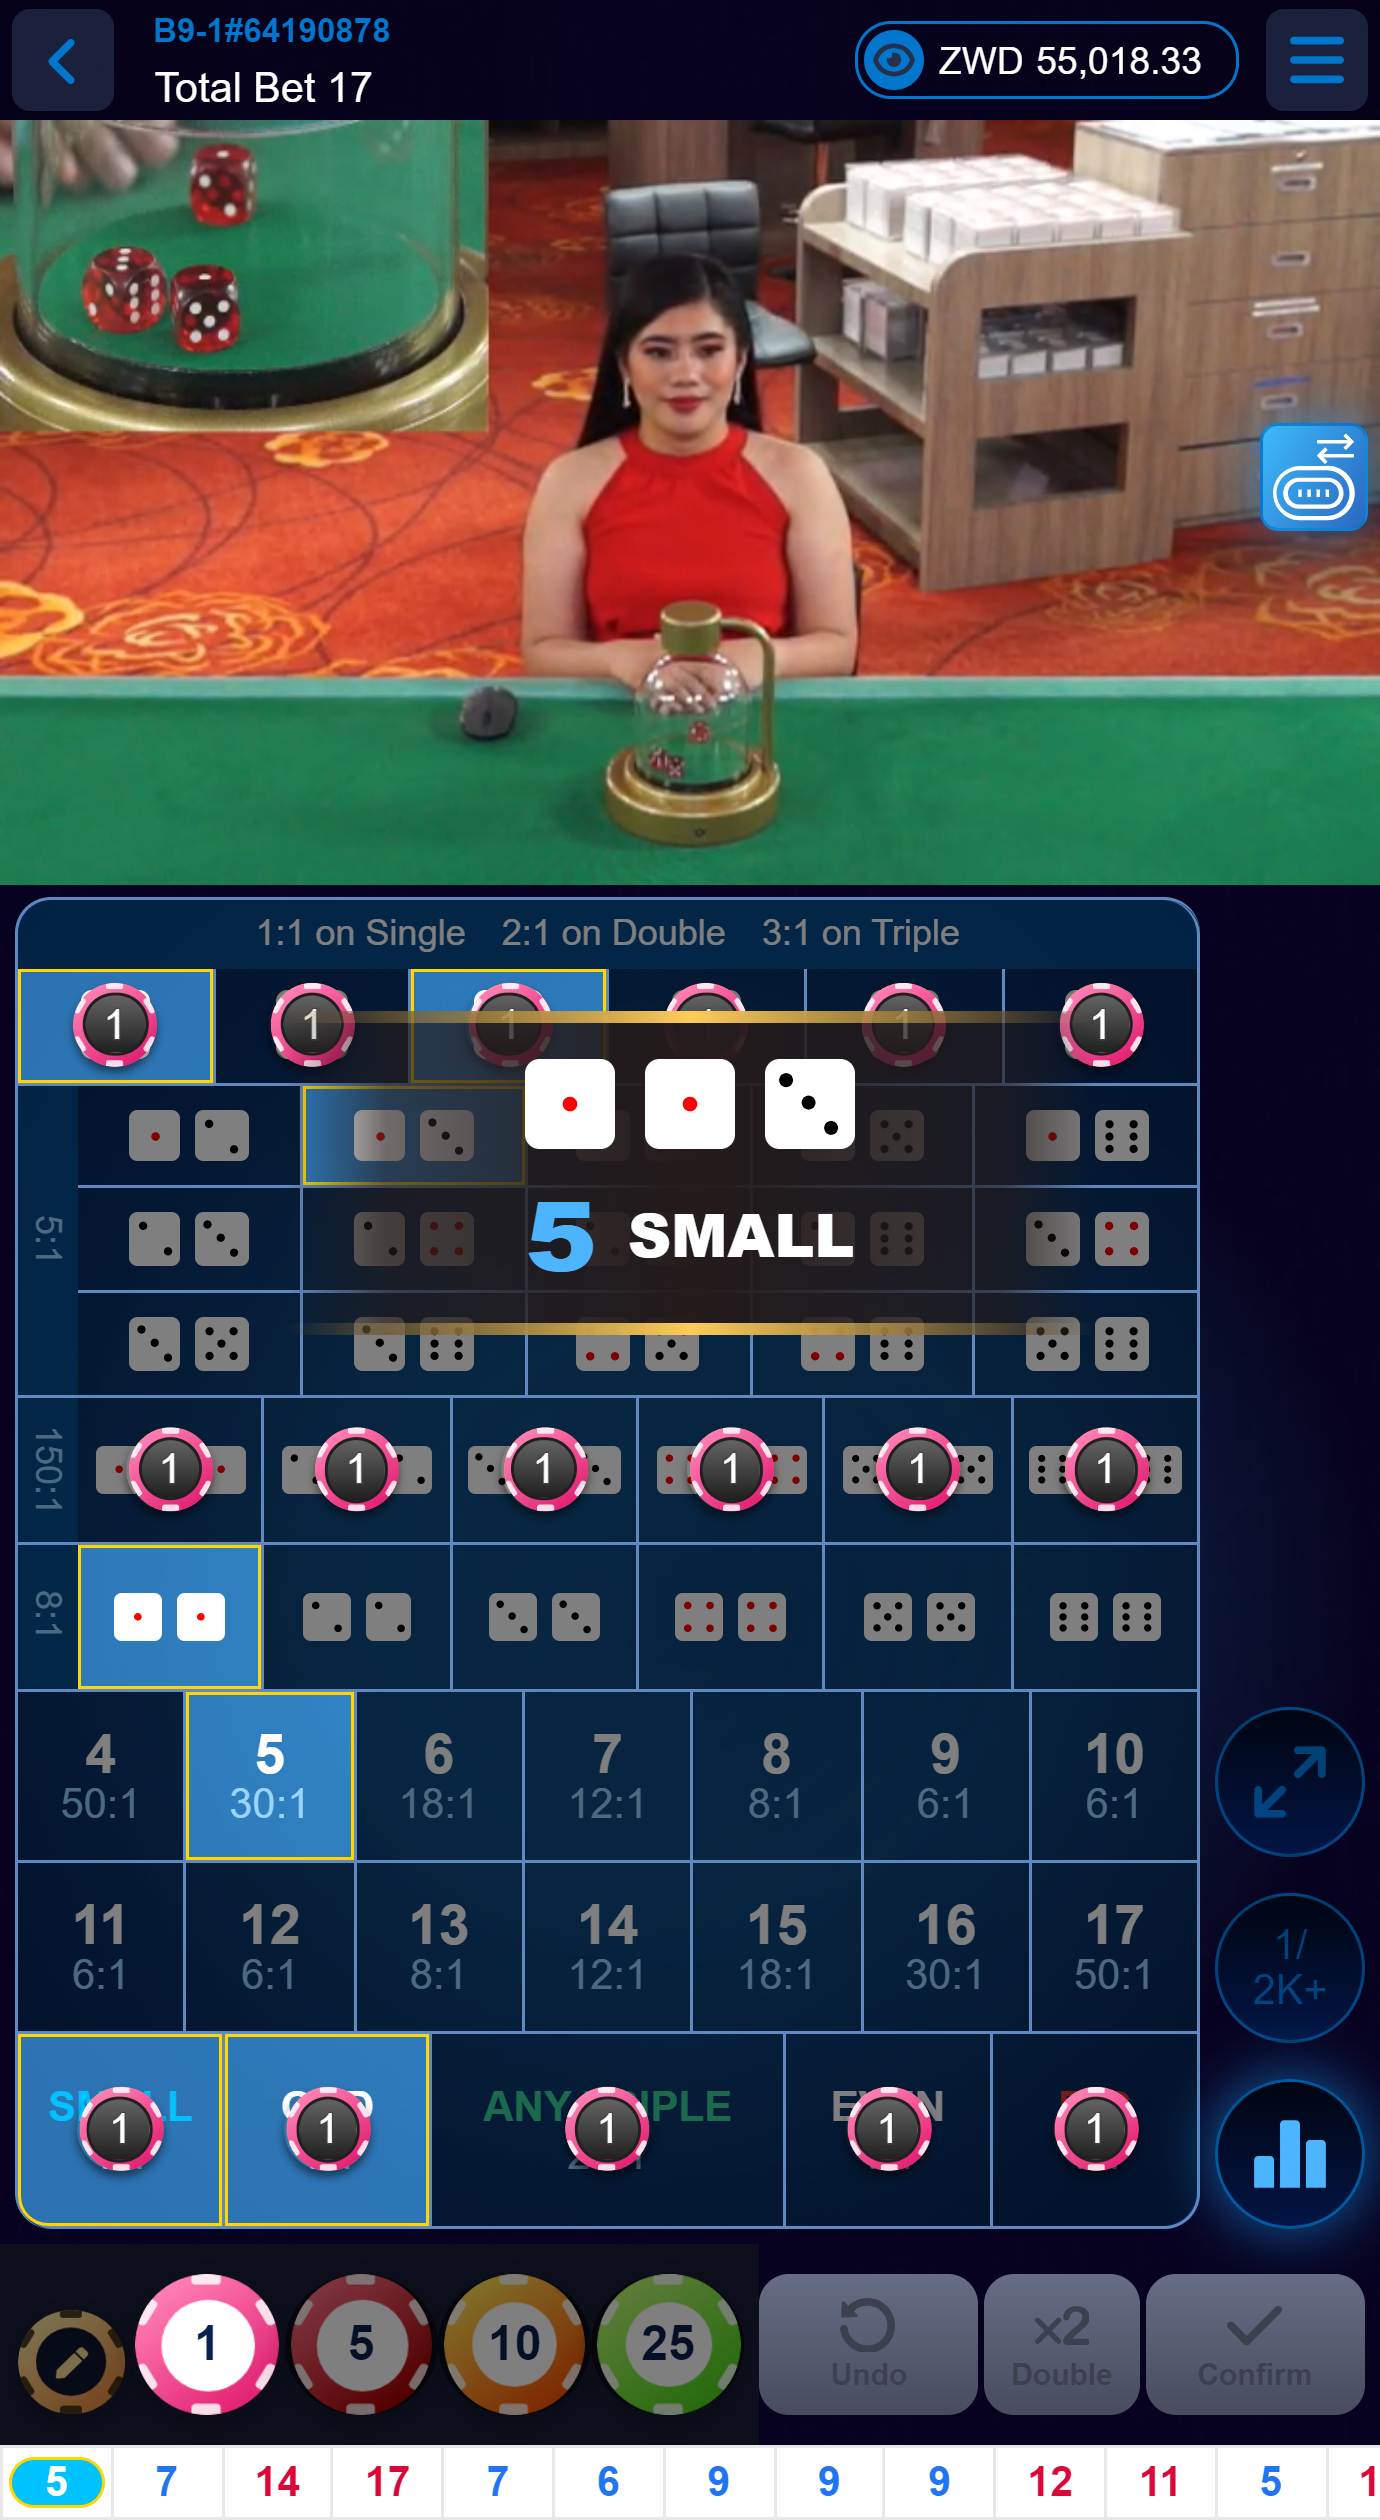 B9-1#64190878
Total Bet 17
ZWD 55,018.33
1:1 on Single 2:1 on Double 3:1 on Triple
1 1 1 1 1 1
5:1
5 SMALL
150:1
1 1 1 1 1 1
8:1
4 5 6 7 8 9 10
50:1 30:1 18:1 12:1 8:1 6:1 6:1
11 12 13 14 15 16 17
6:1 6:1 8:1 12:1 18:1 30:1 50:1
1/
2K+
ANY
1 1 1 1 1
1 5 10 25
x2
Undo Double Confirm
5 7 14 17 7 6 9 9 9 12 11 5